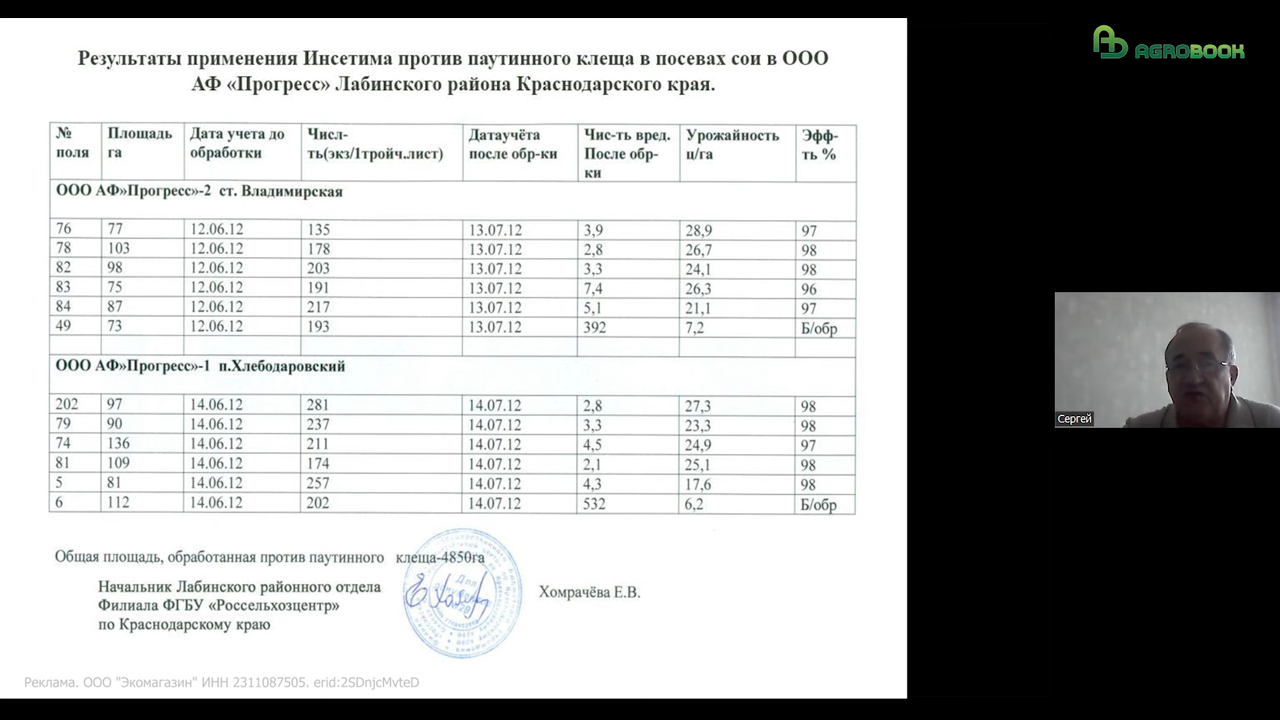 Результаты применения Инсетима против паутинного клеща в посевах сои в ООО
АФ «Прогресс» Лабинского района Краснодарского края.
AGROBOOK
№ поля Площадь га Дата учета до обработки Числ-ть(экз/1тройч.лист) Датаучёта после обр-ки Чис-ть вред. После обр-ки Урожайность ц/га Эфф-ть %
ООО АФ»Прогресс»-2 ст. Владимирская
76 77 12.06.12 135 13.07.12 3,9 28,9 97
78 103 12.06.12 178 13.07.12 2,8 26,7 98
82 98 12.06.12 203 13.07.12 3,3 24,1 98
83 75 12.06.12 191 13.07.12 7,4 26,3 96
84 87 12.06.12 217 13.07.12 5,1 21,1 97
49 73 12.06.12 193 13.07.12 392 7,2 Б/обр
ООО АФ»Прогресс»-1 п.Хлебодаровский
202 97 14.06.12 281 14.07.12 2,8 27,3 98
79 90 14.06.12 237 14.07.12 3,3 23,3 98
74 136 14.06.12 211 14.07.12 4,5 24,9 97
81 109 14.06.12 174 14.07.12 2,1 25,1 98
5 81 14.06.12 257 14.07.12 4,3 17,6 98
6 112 14.06.12 202 14.07.12 532 6,2 Б/обр
Общая площадь, обработанная против паутинного клеща-4850га
Начальник Лабинского районного отдела
Филиала ФГБУ «Россельхозцентр»
по Краснодарскому краю
Хомрачёва Е.В.
Сергей
Реклама. ООО "Экомагазин" ИНН 2311087505. erid:2SDnjcMvteD